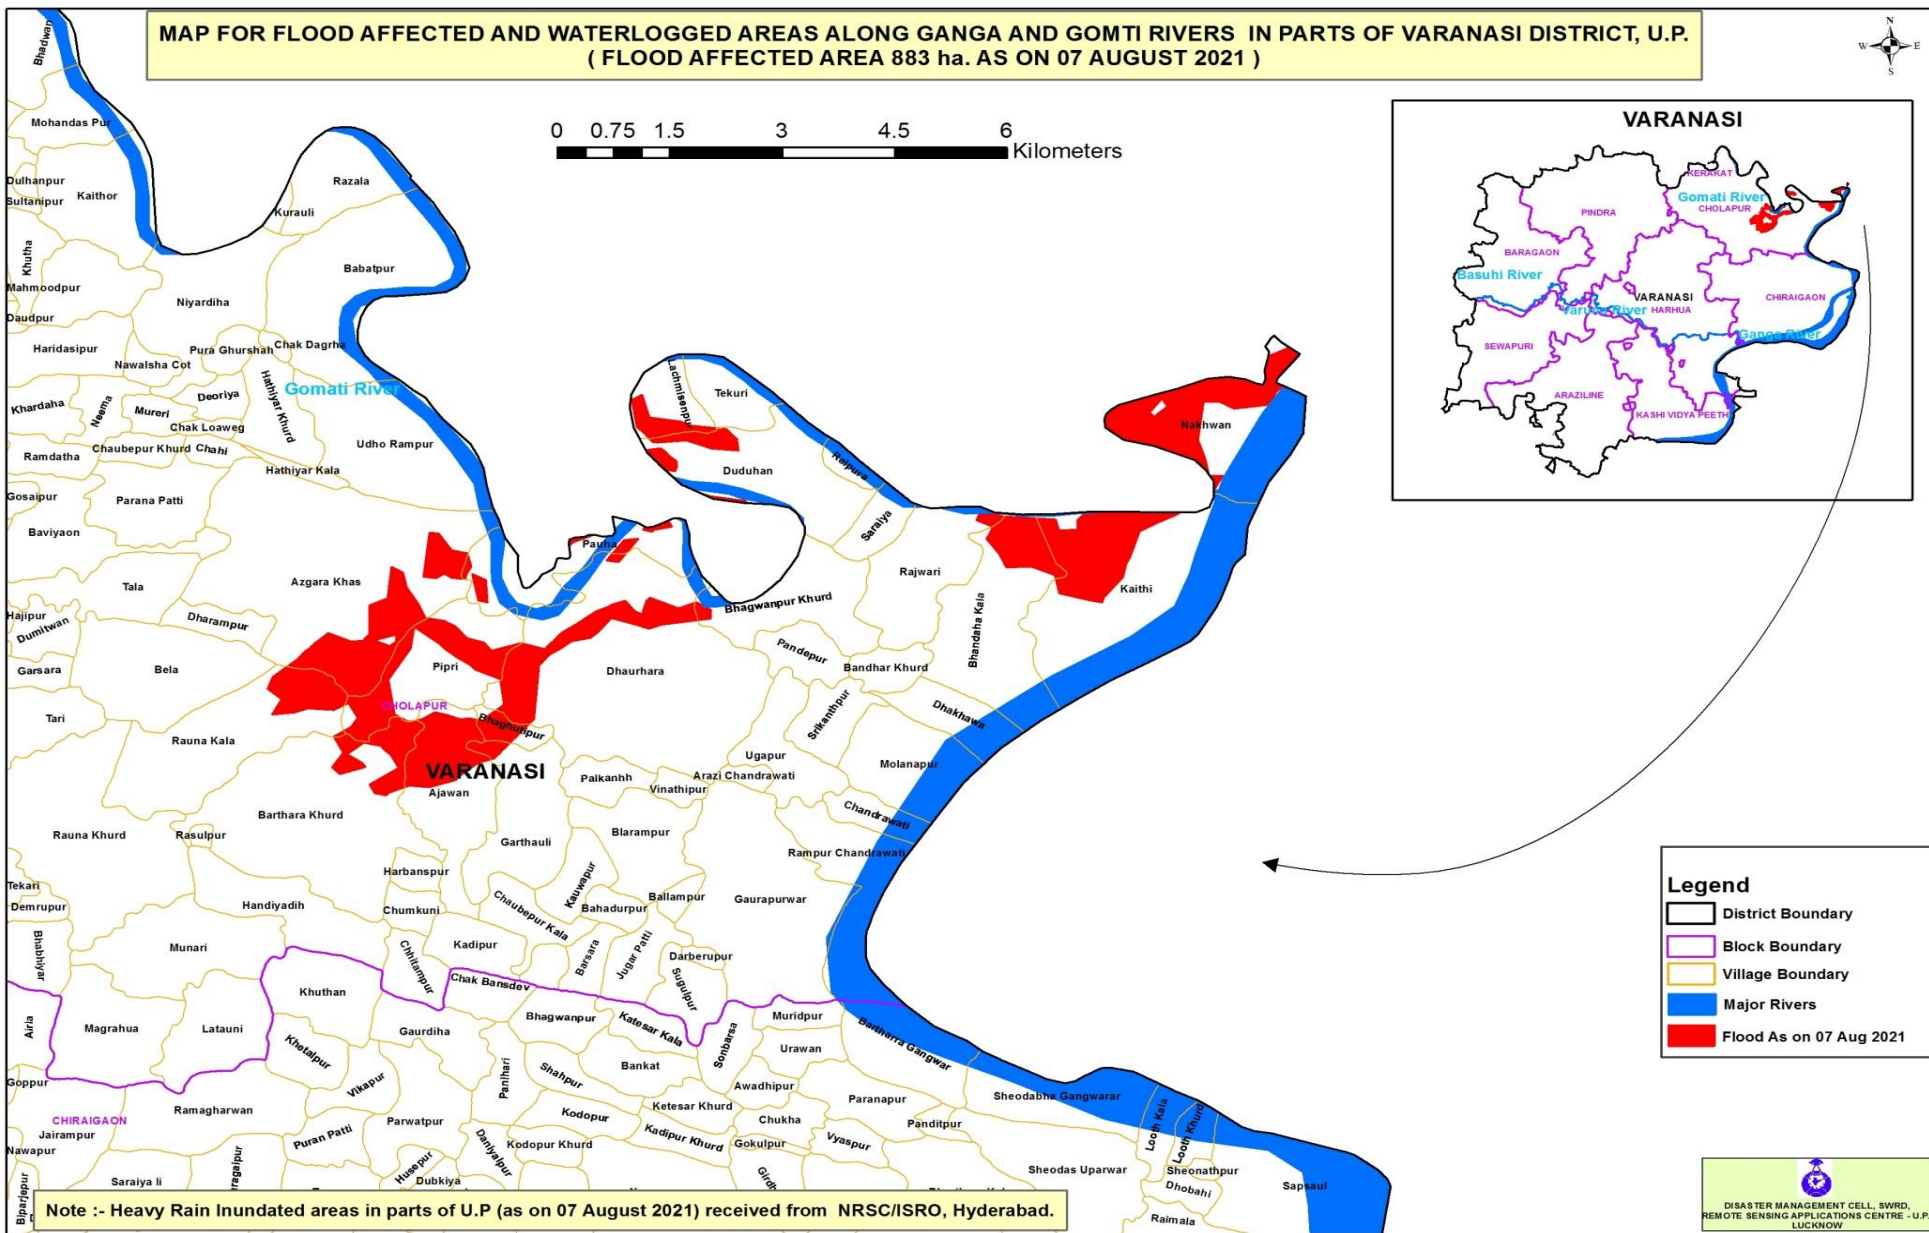 MAP FOR FLOOD AFFECTED AND WATERLOGGED AREAS ALONG GANGA AND GOMTI RIVERS IN PARTS OF VARANASI DISTRICT, U.P.
( FLOOD AFFECTED AREA 883 ha. AS ON 07 AUGUST 2021 )
N
W E
S
0 0.75 1.5 3 4.5 6
Kilometers
VARANASI
KERAKAT
Gomati River
CHOLAPUR
PINDRA
BARAGAON
Basuhi River
VARANASI
CHIRAIGAON
HARHUA
Ganga River
SEWAPURI
ARAZILINE
KASHI VIDYA PEETH
Bhadwan
Mohandas Pur
Razala
Dulhanpur
Kaithor
Sultanipur
Kurauli
Khutha
Babatpur
Mahmoodpur
Niyardiha
Daudpur
Haridasipur
Pura Ghurshah
Chak Dagrha
Nawalsha Cot
Gomati River
Lachmisenpur
Tekuri
Khardaha
Neema
Mureri
Deoriya
Hathiyar Khurd
Chak Loaweg
Nakhwan
Ramdatha
Chaubepur Khurd
Chahi
Udho Rampur
Hathiyar Kala
Duduhan
Rajpura
Gosaipur
Parana Patti
Baviyaon
Saraiya
Pauha
Tala
Azgara Khas
Rajwari
Kaithi
Hajipur
Dumitwan
Dharampur
Bhagwanpur Khurd
Bhandaha Kala
Garsara
Bela
Pipri
Dhaurhara
Pandepur
Bandhar Khurd
CHOLAPUR
Tari
Rauna Kala
Bhaghutipur
Srikanthpur
Dhakhawa
VARANASI
Ugapur
Molanapur
Ajawan
Palkanhh
Vinathipur
Arazi Chandrawati
Barthara Khurd
Chandrawati
Rauna Khurd
Rasulpur
Garthauli
Blarampur
Rampur Chandrawati
Harbanspur
Kauwapur
Tekari
Demrupur
Handiyadih
Chumkuni
Chaubepur Kala
Bahadurpur
Ballampur
Gaurapurwar
Bhabhiyar
Munari
Chhitampur
Kadipur
Barsara
Jugar Patti
Darberupur
Sugulpur
Chak Bansdev
Khuthan
Airla
Magrahua
Latauni
Gaurdiha
Bhagwanpur
Katesar Kala
Sonbarsa
Muridpur
Bartharra Gangwar
Khetalpur
Urawan
Goppur
Vikapur
Panihari
Shahpur
Bankat
Awadhipur
Sheodabha Gangwarar
CHIRAIGAON
Ramagharwan
Parwatpur
Kodopur
Ketesar Khurd
Chukha
Paranapur
Panditpur
Looth Kala
Looth Khurd
Jairampur
Nawapur
Puran Patti
Daniyalpur
Kodopur Khurd
Kadipur Khurd
Gokulpur
Vyaspur
Saraiya Ii
Husepur
Dubkiya
Sheodas Uparwar
Sheonathpur
Dhobahi
Sapsaul
Biparjepur
Raimala
Legend
District Boundary
Block Boundary
Village Boundary
Major Rivers
Flood As on 07 Aug 2021
Note :- Heavy Rain Inundated areas in parts of U.P (as on 07 August 2021) received from NRSC/ISRO, Hyderabad.
DISASTER MANAGEMENT CELL, SWRD,
REMOTE SENSING APPLICATIONS CENTRE - U.P.
LUCKNOW